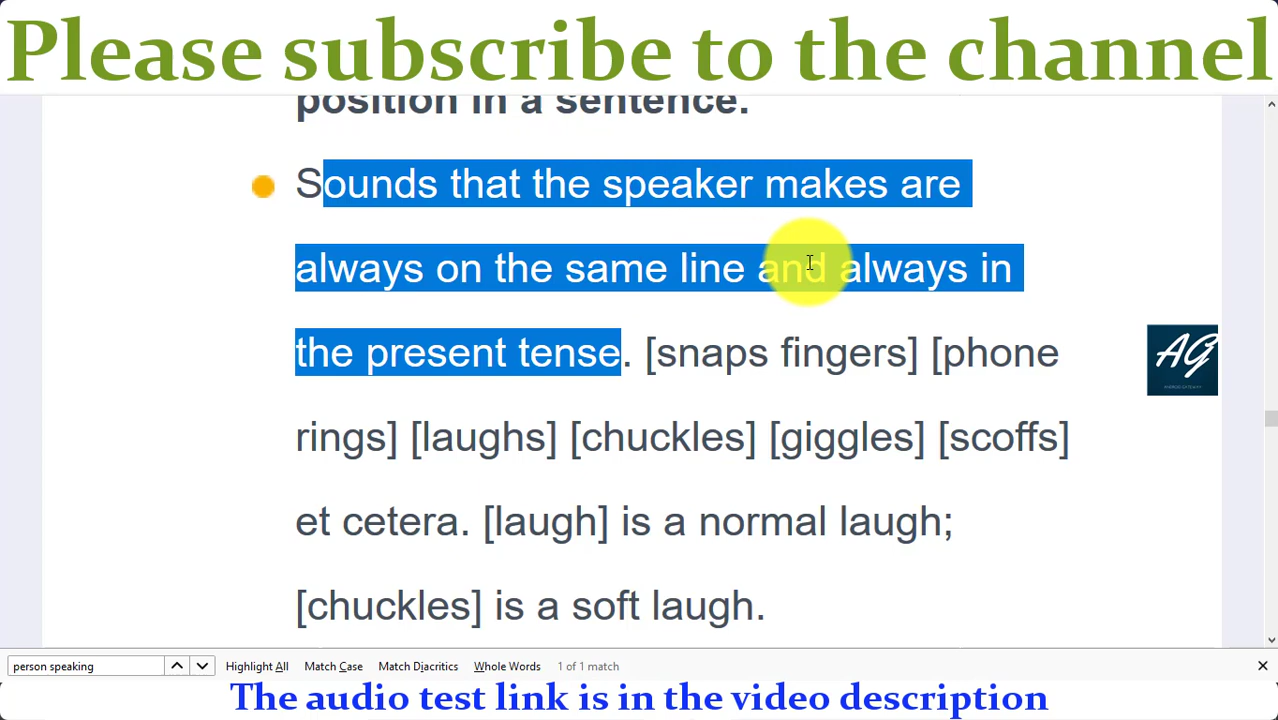 Please subscribe to the channel
position in a sentence.
Sounds that the speaker makes are
always on the same line and always in
the present tense. [snaps fingers] [phone
rings] [laughs] [chuckles] [giggles] [scoffs]
et cetera. [laugh] is a normal laugh;
[chuckles] is a soft laugh.
AG
person speaking Highlight All Match Case Match Diacritics Whole Words 1 of 1 match
The audio test link is in the video description